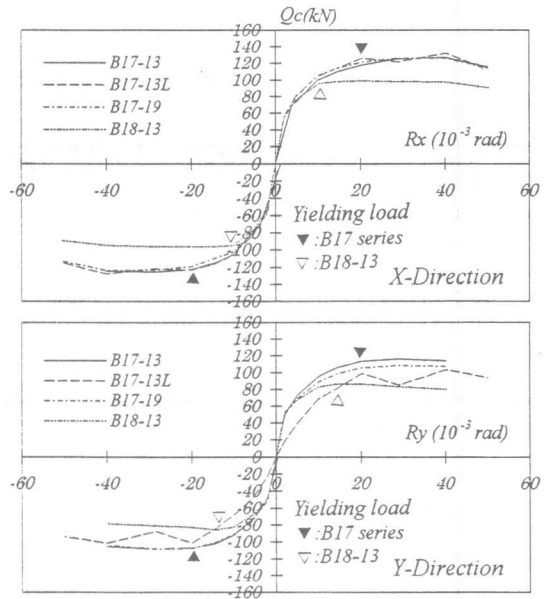 Qc(kN)
B17-13
B17-13L
B17-19
B18-13
160
140
120
100
80
60
40
20
0
-20
-40
-60
-80
-100
-120
-140
-160
Rx (10⁻³ rad)
-60 -40 -20 0 20 40 60
Yielding load
▼ :B17 series
▽ :B18-13
X-Direction
B17-13
B17-13L
B17-19
B18-13
160
140
120
100
80
60
40
20
0
-20
-40
-60
-80
-100
-120
-140
-160
Ry (10⁻³ rad)
-60 -40 -20 0 20 40 60
Yielding load
▼ :B17 series
▽ :B18-13
Y-Direction